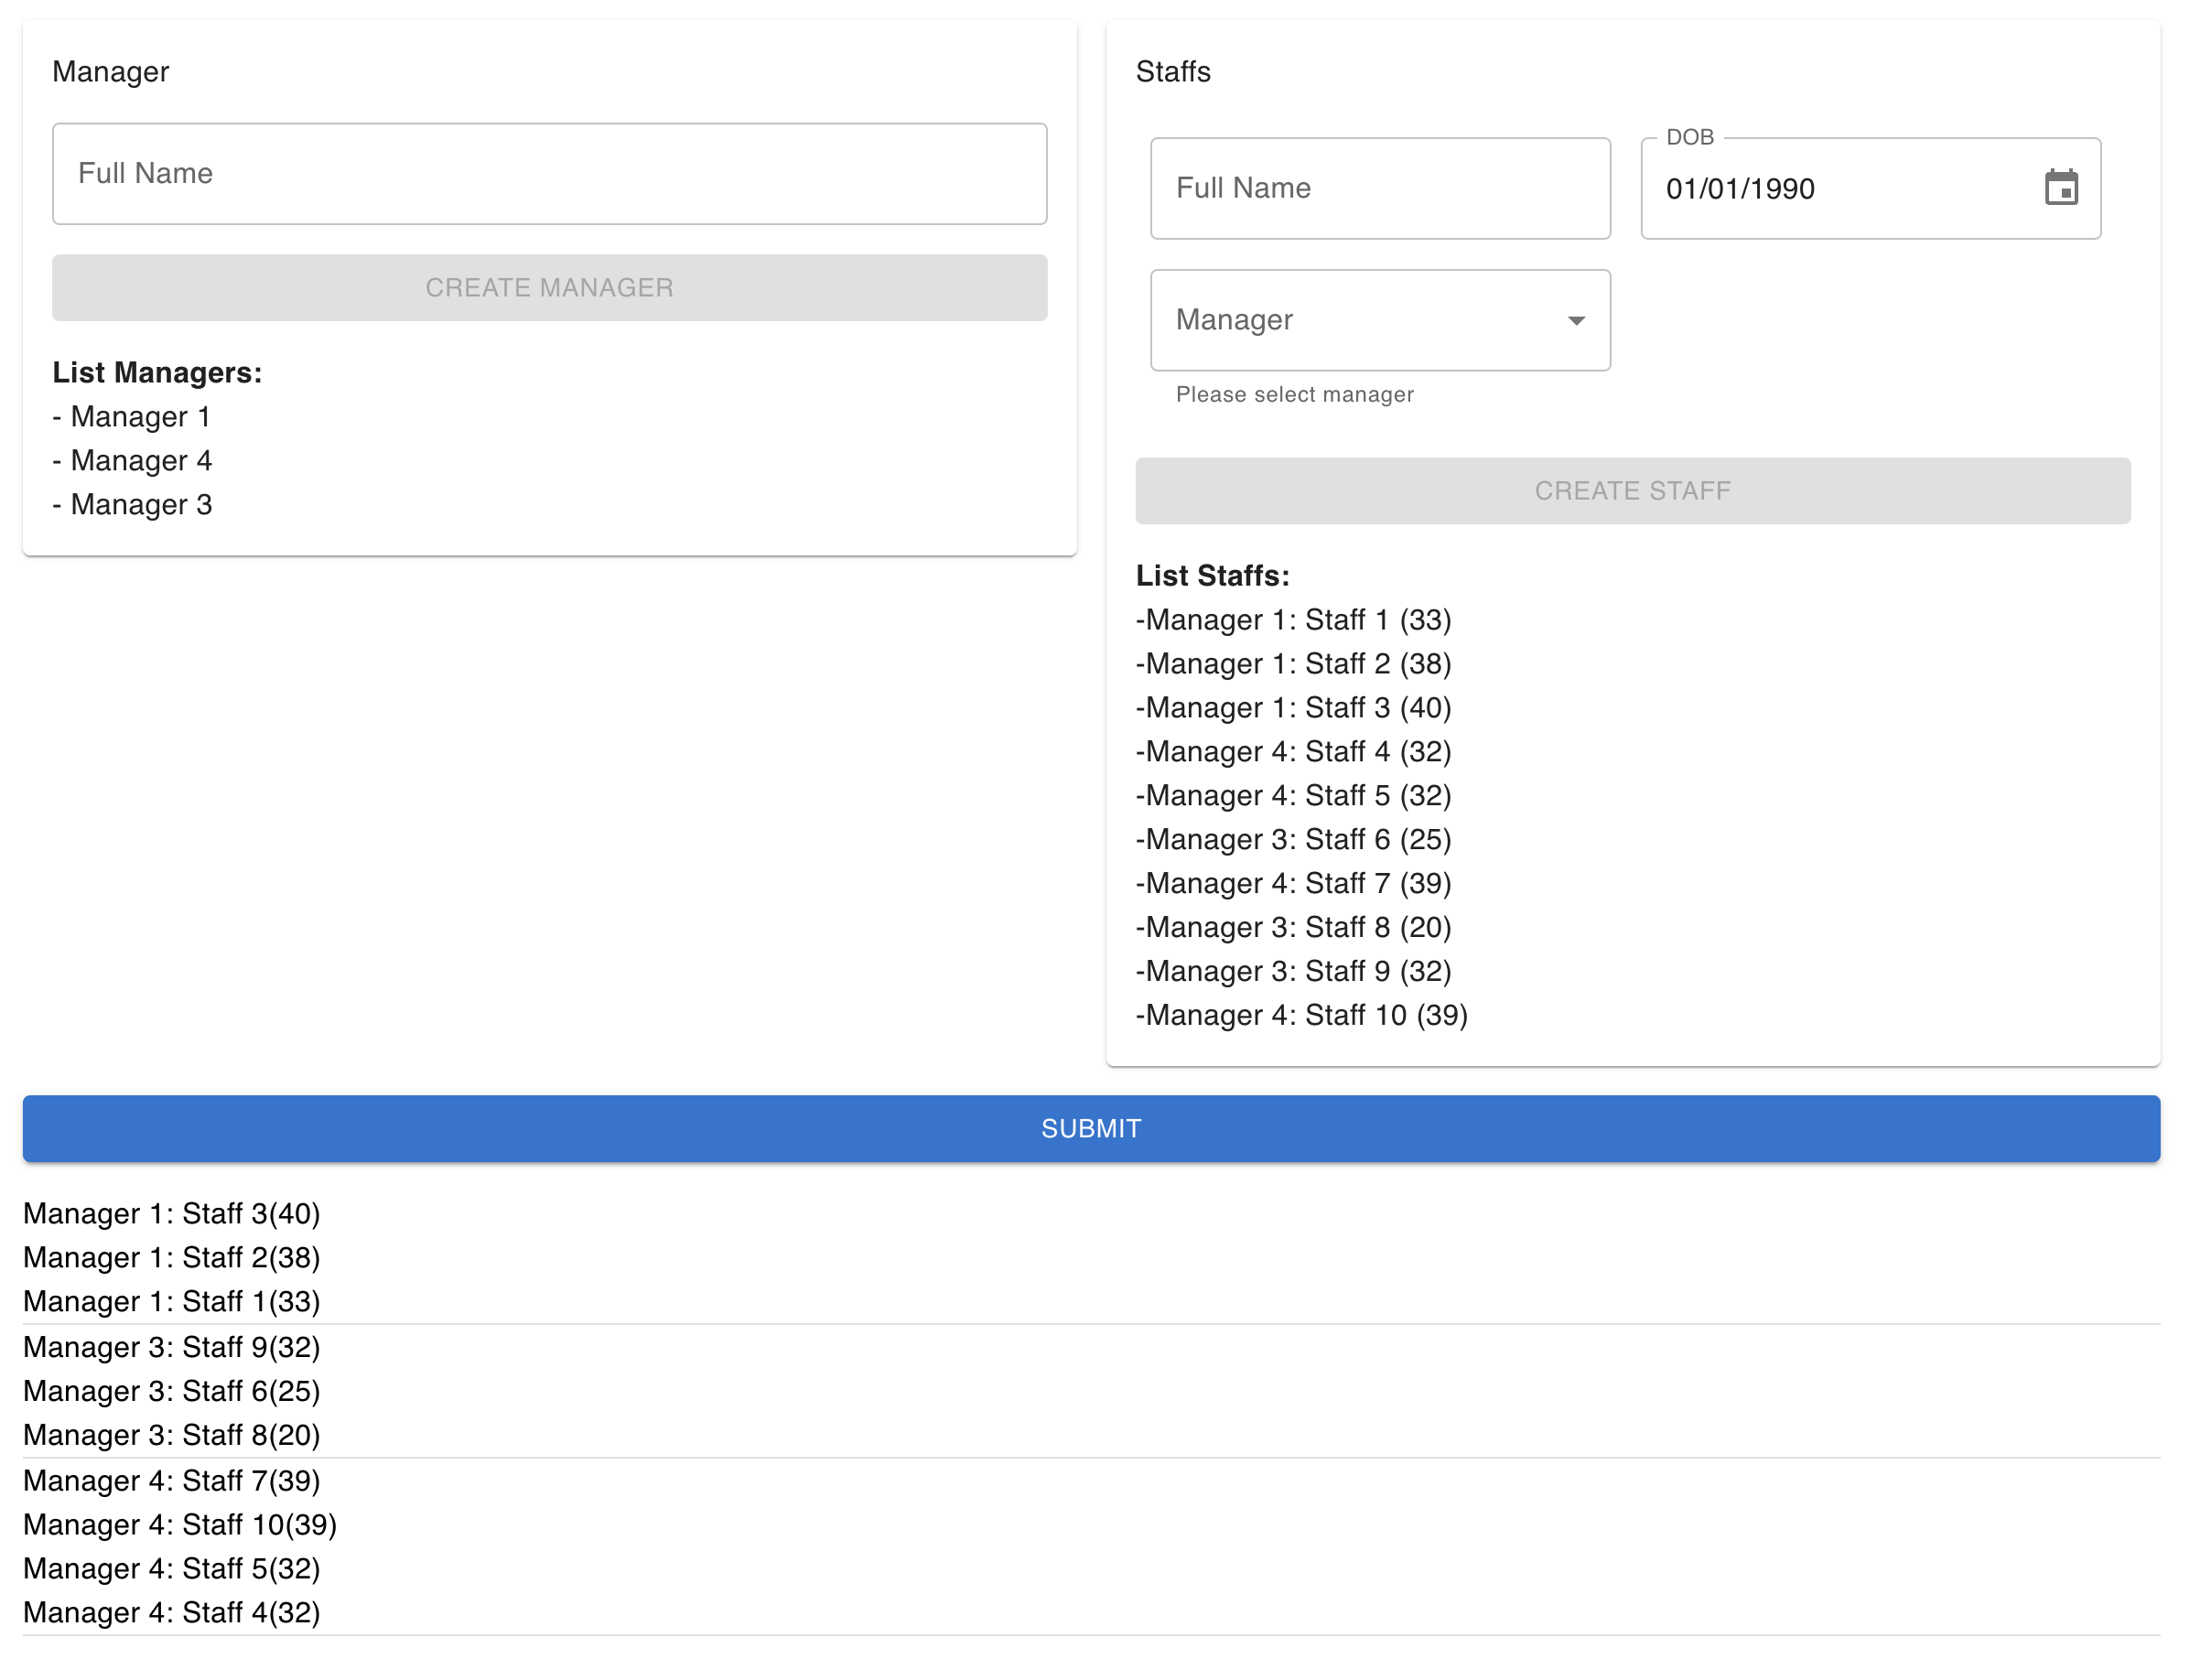 Manager
Full Name
CREATE MANAGER
List Managers:
- Manager 1
- Manager 4
- Manager 3
Staffs
Full Name
DOB
01/01/1990
Manager
Please select manager
CREATE STAFF
List Staffs:
-Manager 1: Staff 1 (33)
-Manager 1: Staff 2 (38)
-Manager 1: Staff 3 (40)
-Manager 4: Staff 4 (32)
-Manager 4: Staff 5 (32)
-Manager 3: Staff 6 (25)
-Manager 4: Staff 7 (39)
-Manager 3: Staff 8 (20)
-Manager 3: Staff 9 (32)
-Manager 4: Staff 10 (39)
SUBMIT
Manager 1: Staff 3(40)
Manager 1: Staff 2(38)
Manager 1: Staff 1(33)
Manager 3: Staff 9(32)
Manager 3: Staff 6(25)
Manager 3: Staff 8(20)
Manager 4: Staff 7(39)
Manager 4: Staff 10(39)
Manager 4: Staff 5(32)
Manager 4: Staff 4(32)